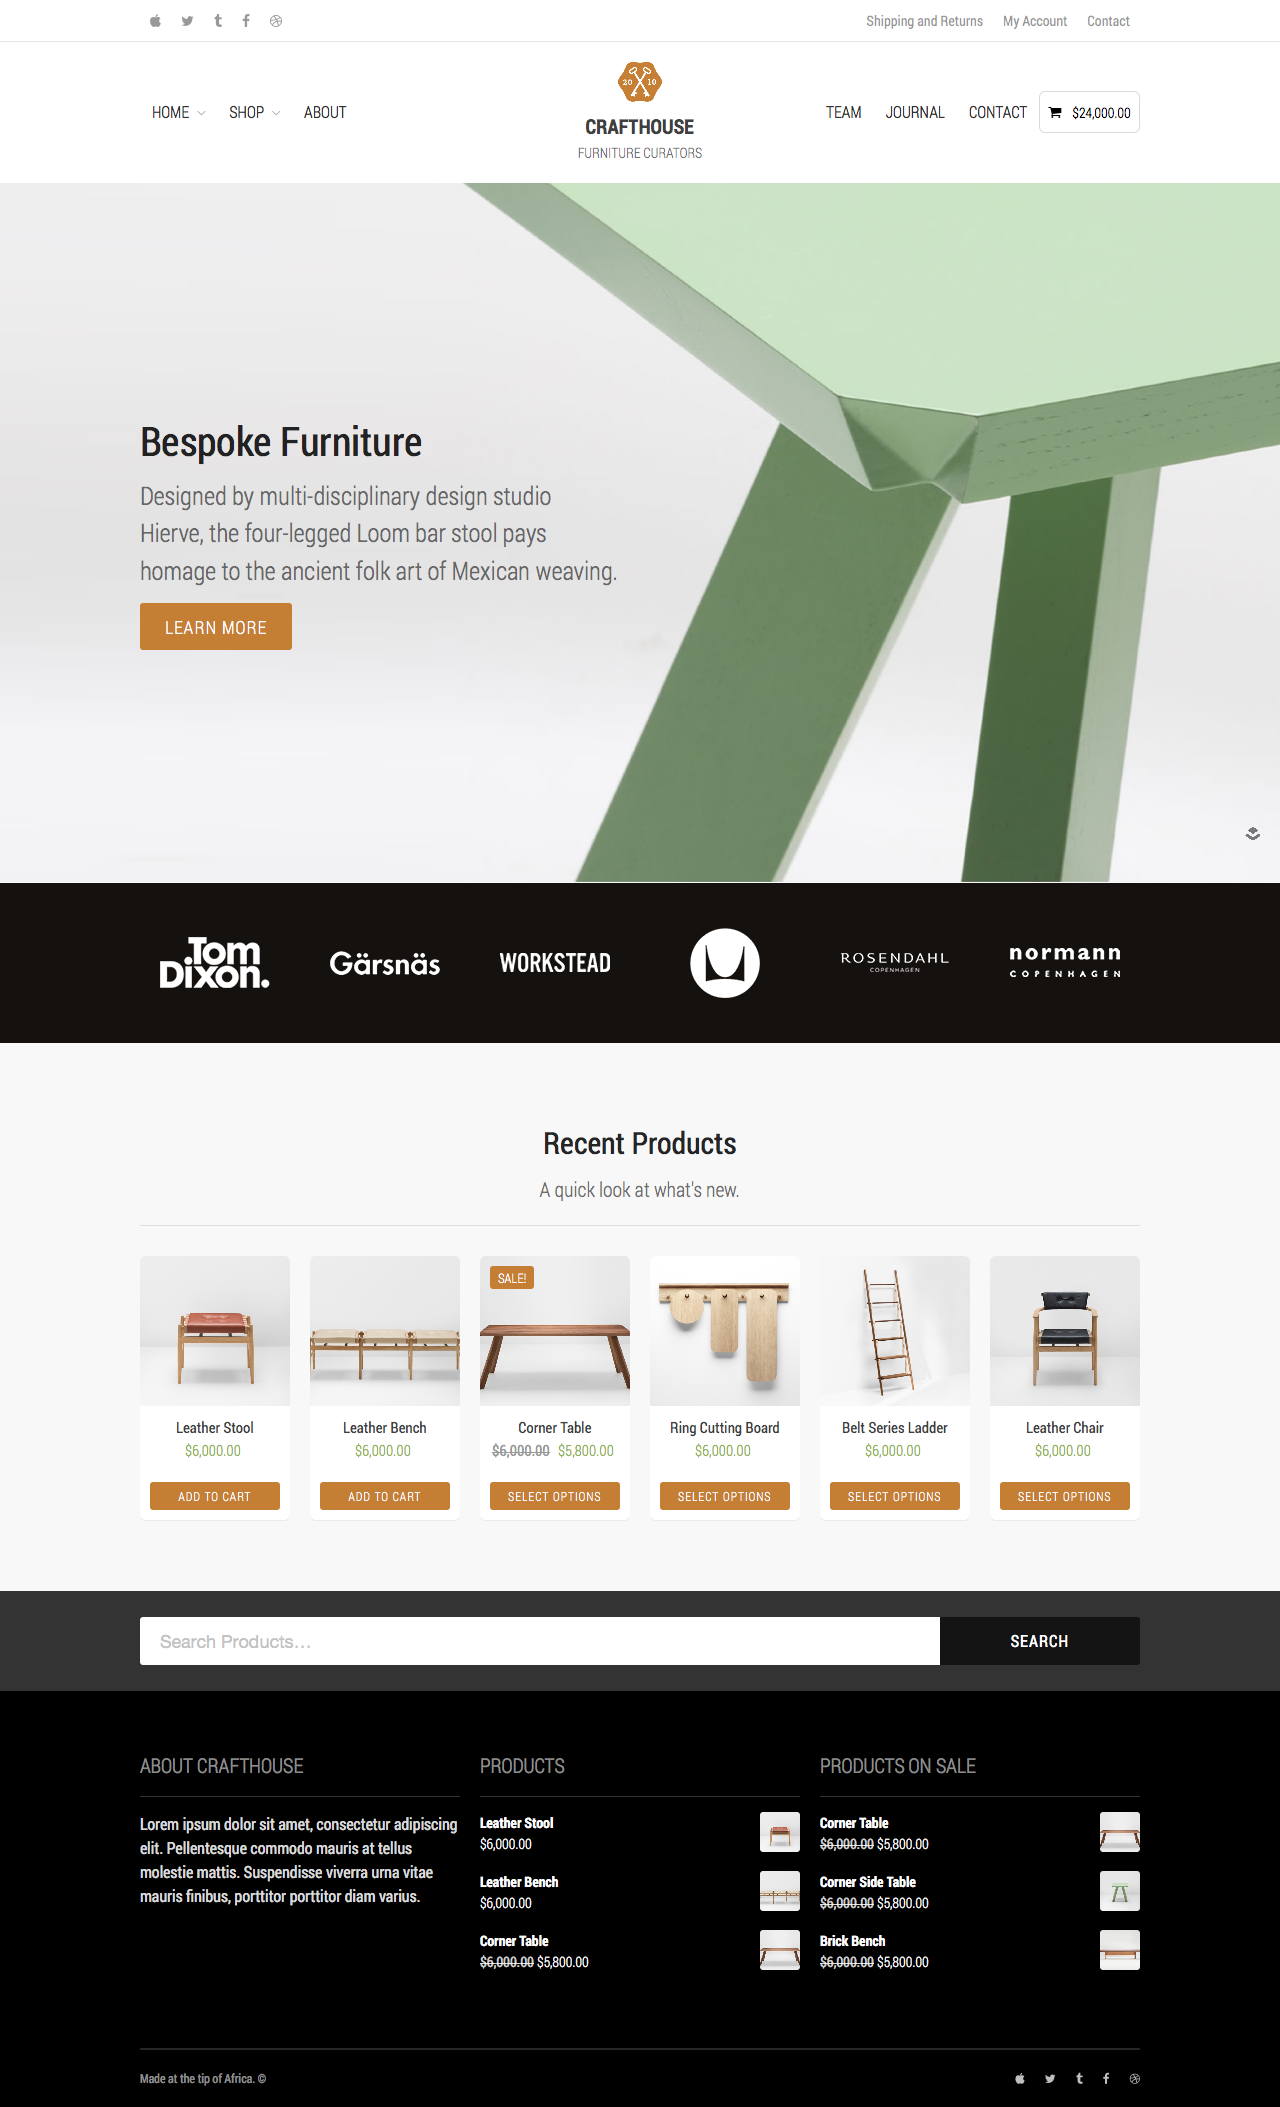 Shipping and Returns My Account Contact
HOME SHOP ABOUT
20 10
CRAFTHOUSE
FURNITURE CURATORS
TEAM JOURNAL CONTACT $24,000.00
Bespoke Furniture
Designed by multi-disciplinary design studio
Hierve, the four-legged Loom bar stool pays
homage to the ancient folk art of Mexican weaving.
LEARN MORE
Tom
Dixon.
Gärsnäs
WORKSTEAD
ROSENDAHL
COPENHAGEN
normann
COPENHAGEN
Recent Products
A quick look at what's new.
SALE!
Leather Stool
$6,000.00
ADD TO CART
Leather Bench
$6,000.00
ADD TO CART
Corner Table
$6,000.00 $5,800.00
SELECT OPTIONS
Ring Cutting Board
$6,000.00
SELECT OPTIONS
Belt Series Ladder
$6,000.00
SELECT OPTIONS
Leather Chair
$6,000.00
SELECT OPTIONS
Search Products…
SEARCH
ABOUT CRAFTHOUSE
Lorem ipsum dolor sit amet, consectetur adipiscing
elit. Pellentesque commodo mauris at tellus
molestie mattis. Suspendisse viverra urna vitae
mauris finibus, porttitor porttitor diam varius.
PRODUCTS
Leather Stool
$6,000.00
Leather Bench
$6,000.00
Corner Table
$6,000.00 $5,800.00
PRODUCTS ON SALE
Corner Table
$6,000.00 $5,800.00
Corner Side Table
$6,000.00 $5,800.00
Brick Bench
$6,000.00 $5,800.00
Made at the tip of Africa. ©